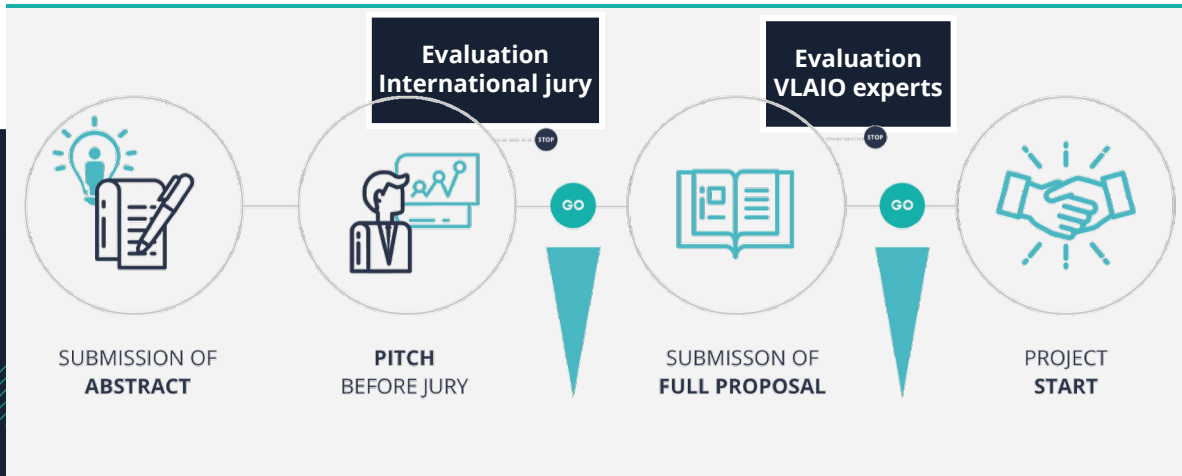 Evaluation
International jury
Evaluation
VLAIO experts
STOP
STOP
GO
GO
SUBMISSION OF
ABSTRACT
PITCH
BEFORE JURY
SUBMISSON OF
FULL PROPOSAL
PROJECT
START